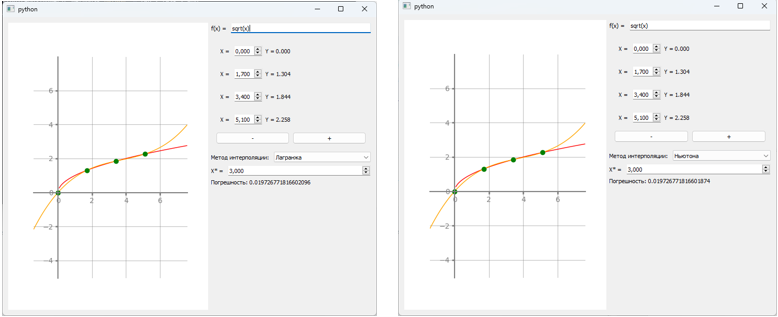 python
f(x) = sqrt(x)
X = 0,000 Y = 0.000
X = 1,700 Y = 1.304
X = 3,400 Y = 1.844
X = 5,100 Y = 2.258
- +
Метод интерполяции: Лагранжа
X* = 3,000
Погрешность: 0.019726771816602096
6
4
2
0 2 4 6
−2
−4
python
f(x) = sqrt(x)
X = 0,000 Y = 0.000
X = 1,700 Y = 1.304
X = 3,400 Y = 1.844
X = 5,100 Y = 2.258
- +
Метод интерполяции: Ньютона
X* = 3,000
Погрешность: 0.019726771816601874
6
4
2
0 2 4 6
−2
−4